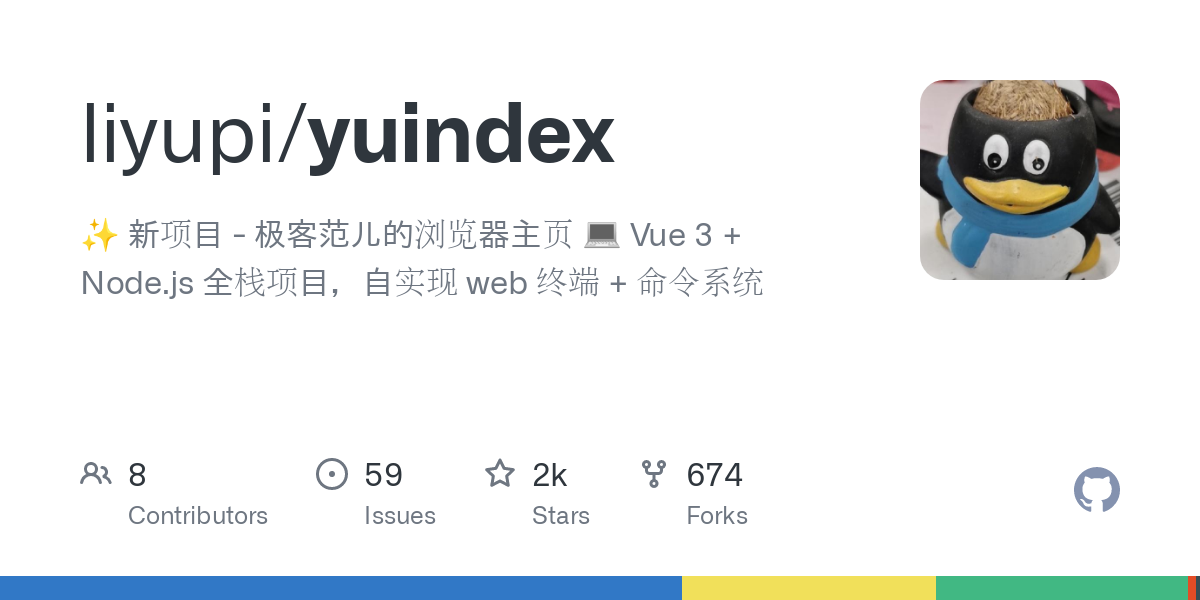 liyupi/yuindex
✨ 新项目 - 极客范儿的浏览器主页 💻 Vue 3 +
Node.js 全栈项目，自实现 web 终端 + 命令系统
8
Contributors
59
Issues
2k
Stars
674
Forks